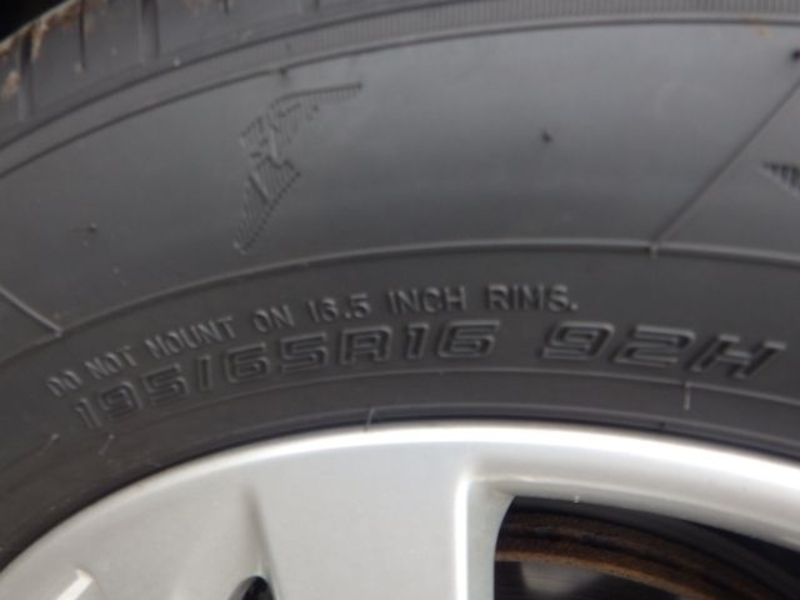 DO NOT MOUNT ON 16.5 INCH RIMS.
195/65R16 92H